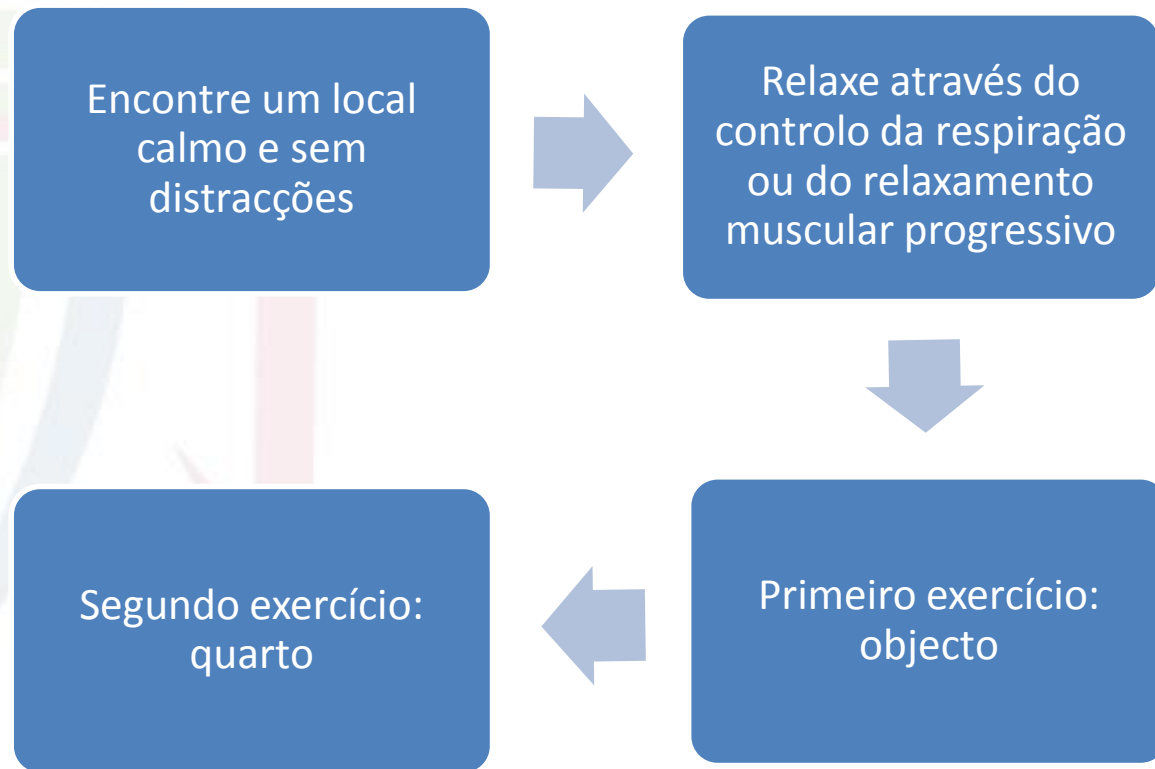 Encontre um local
calmo e sem
distracções
Relaxe através do
controlo da respiração
ou do relaxamento
muscular progressivo
Primeiro exercício:
objecto
Segundo exercício:
quarto